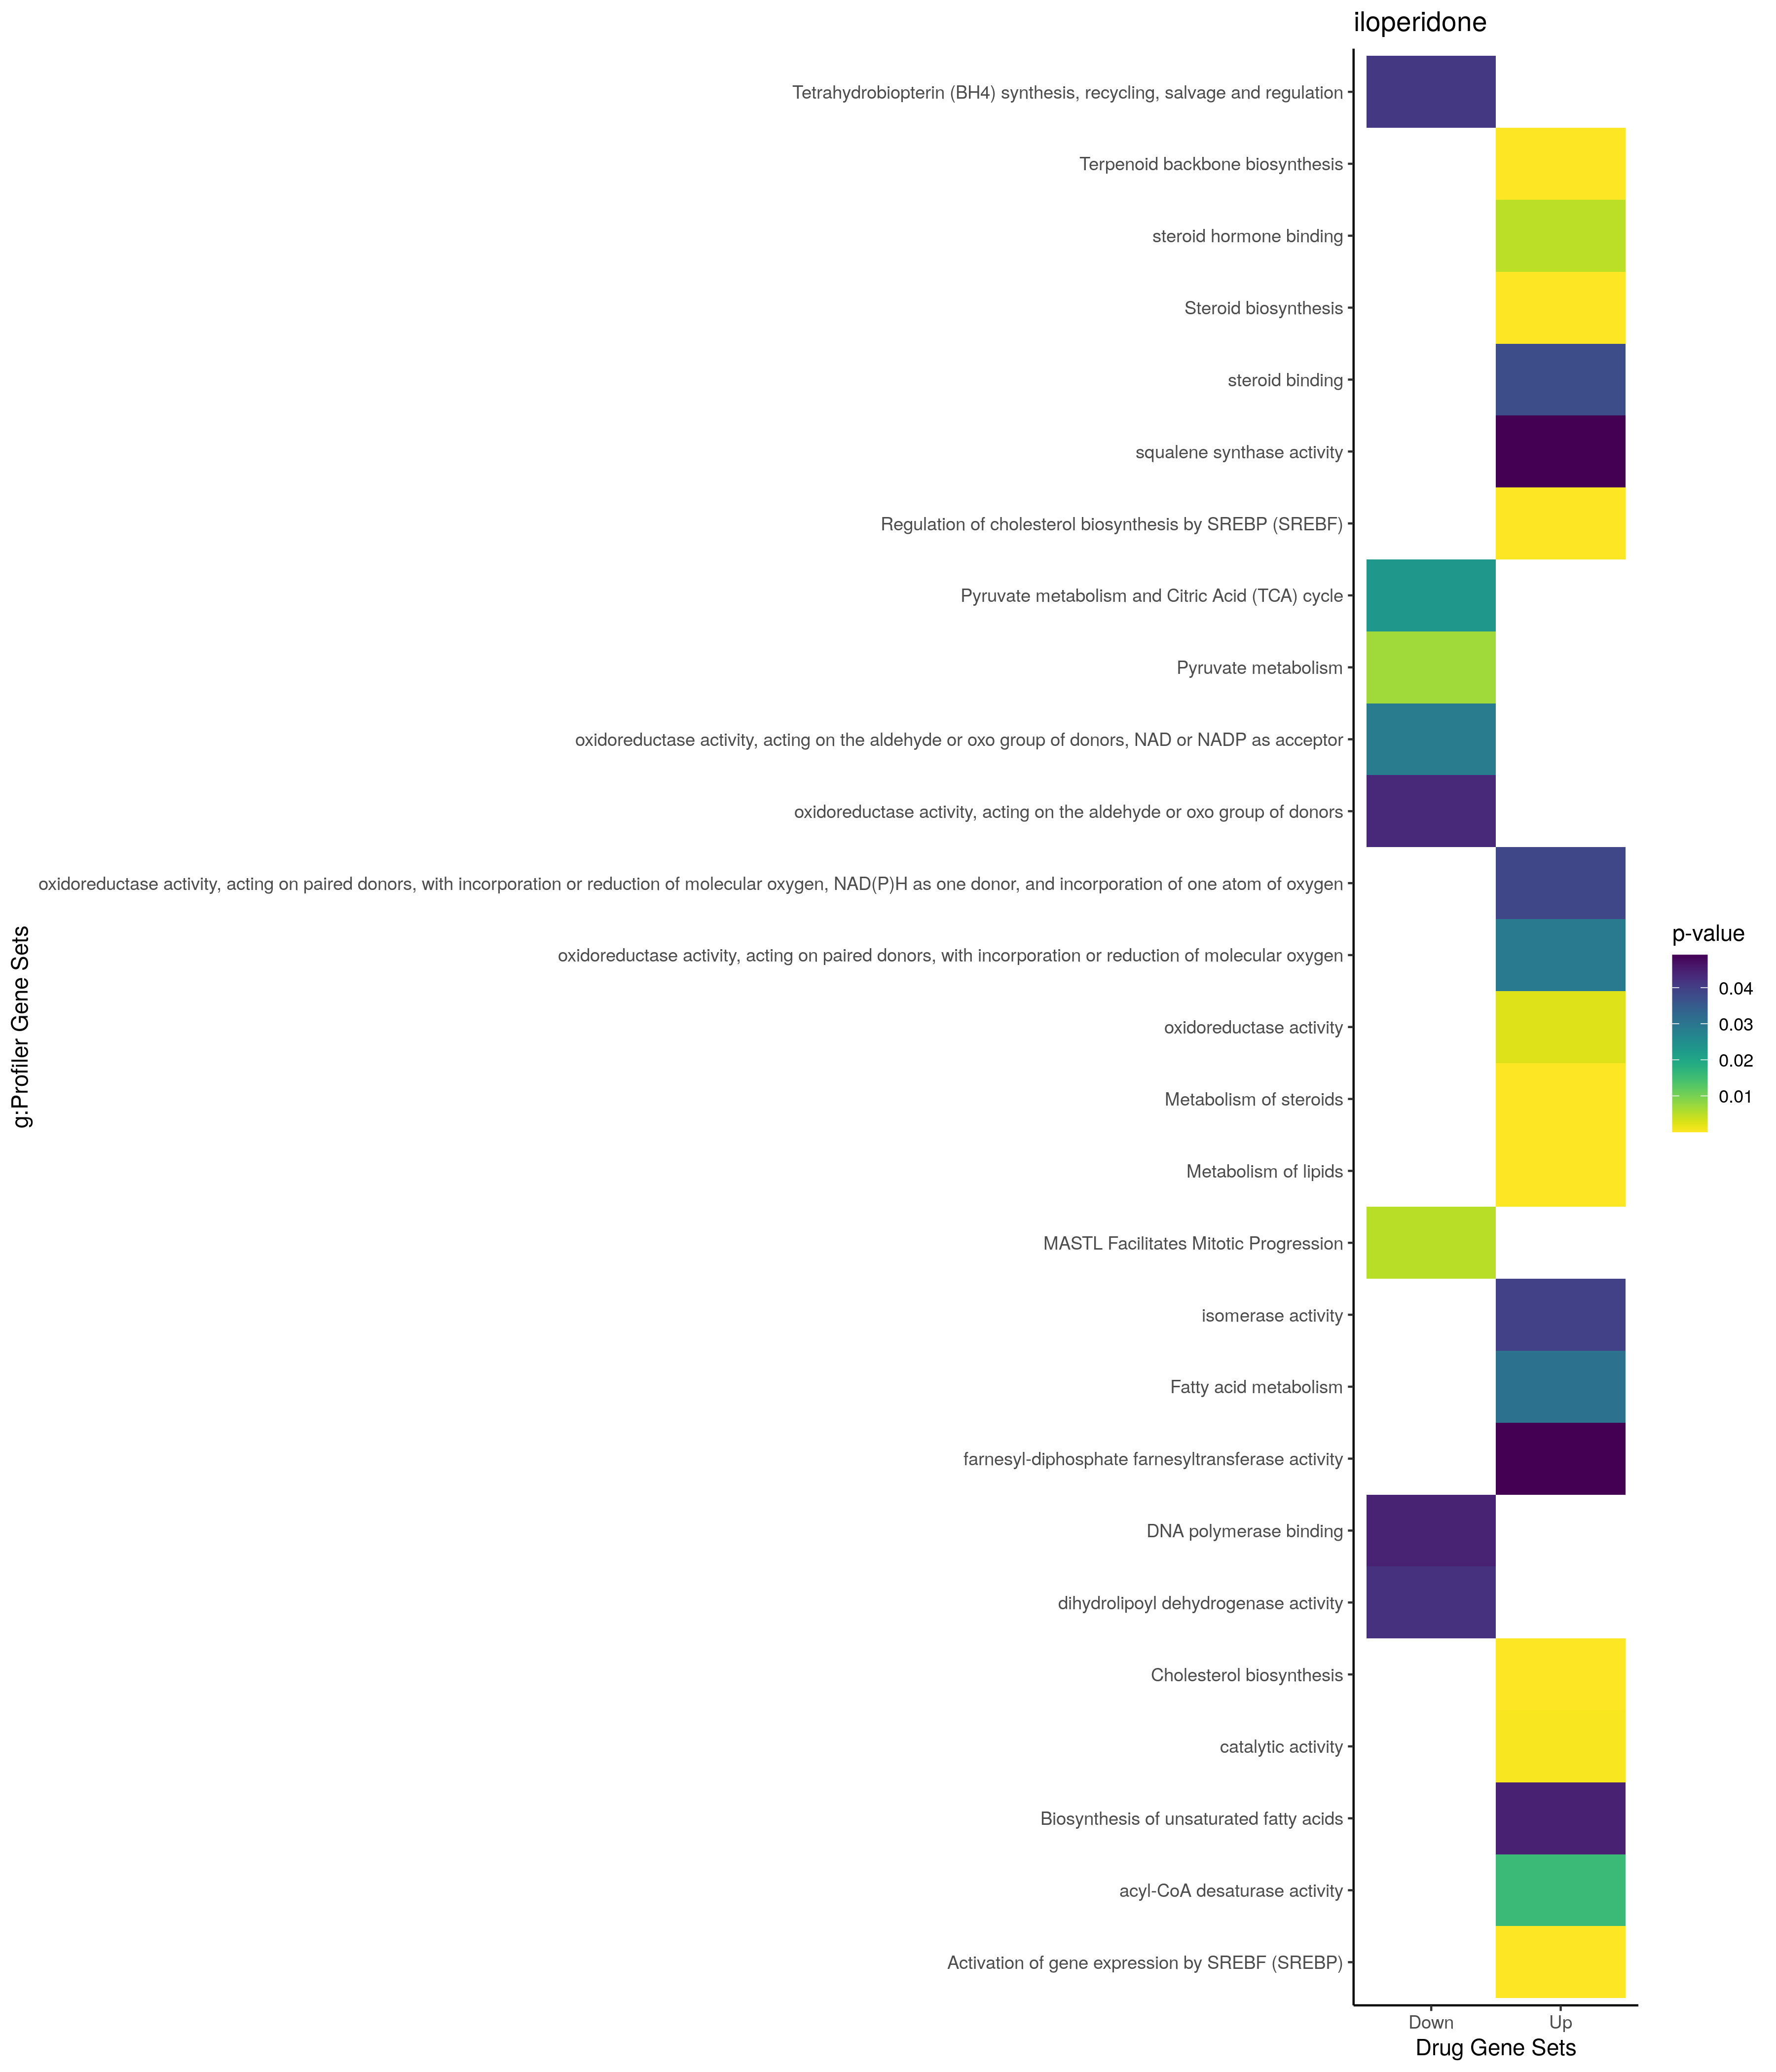 iloperidone
Tetrahydrobiopterin (BH4) synthesis, recycling, salvage and regulation
Terpenoid backbone biosynthesis
steroid hormone binding
Steroid biosynthesis
steroid binding
squalene synthase activity
Regulation of cholesterol biosynthesis by SREBP (SREBF)
Pyruvate metabolism and Citric Acid (TCA) cycle
Pyruvate metabolism
oxidoreductase activity, acting on the aldehyde or oxo group of donors, NAD or NADP as acceptor
oxidoreductase activity, acting on the aldehyde or oxo group of donors
oxidoreductase activity, acting on paired donors, with incorporation or reduction of molecular oxygen, NAD(P)H as one donor, and incorporation of one atom of oxygen
oxidoreductase activity, acting on paired donors, with incorporation or reduction of molecular oxygen
oxidoreductase activity
Metabolism of steroids
Metabolism of lipids
MASTL Facilitates Mitotic Progression
isomerase activity
Fatty acid metabolism
farnesyl-diphosphate farnesyltransferase activity
DNA polymerase binding
dihydrolipoyl dehydrogenase activity
Cholesterol biosynthesis
catalytic activity
Biosynthesis of unsaturated fatty acids
acyl-CoA desaturase activity
Activation of gene expression by SREBF (SREBP)
g:Profiler Gene Sets
Down
Up
Drug Gene Sets
p-value
0.04
0.03
0.02
0.01